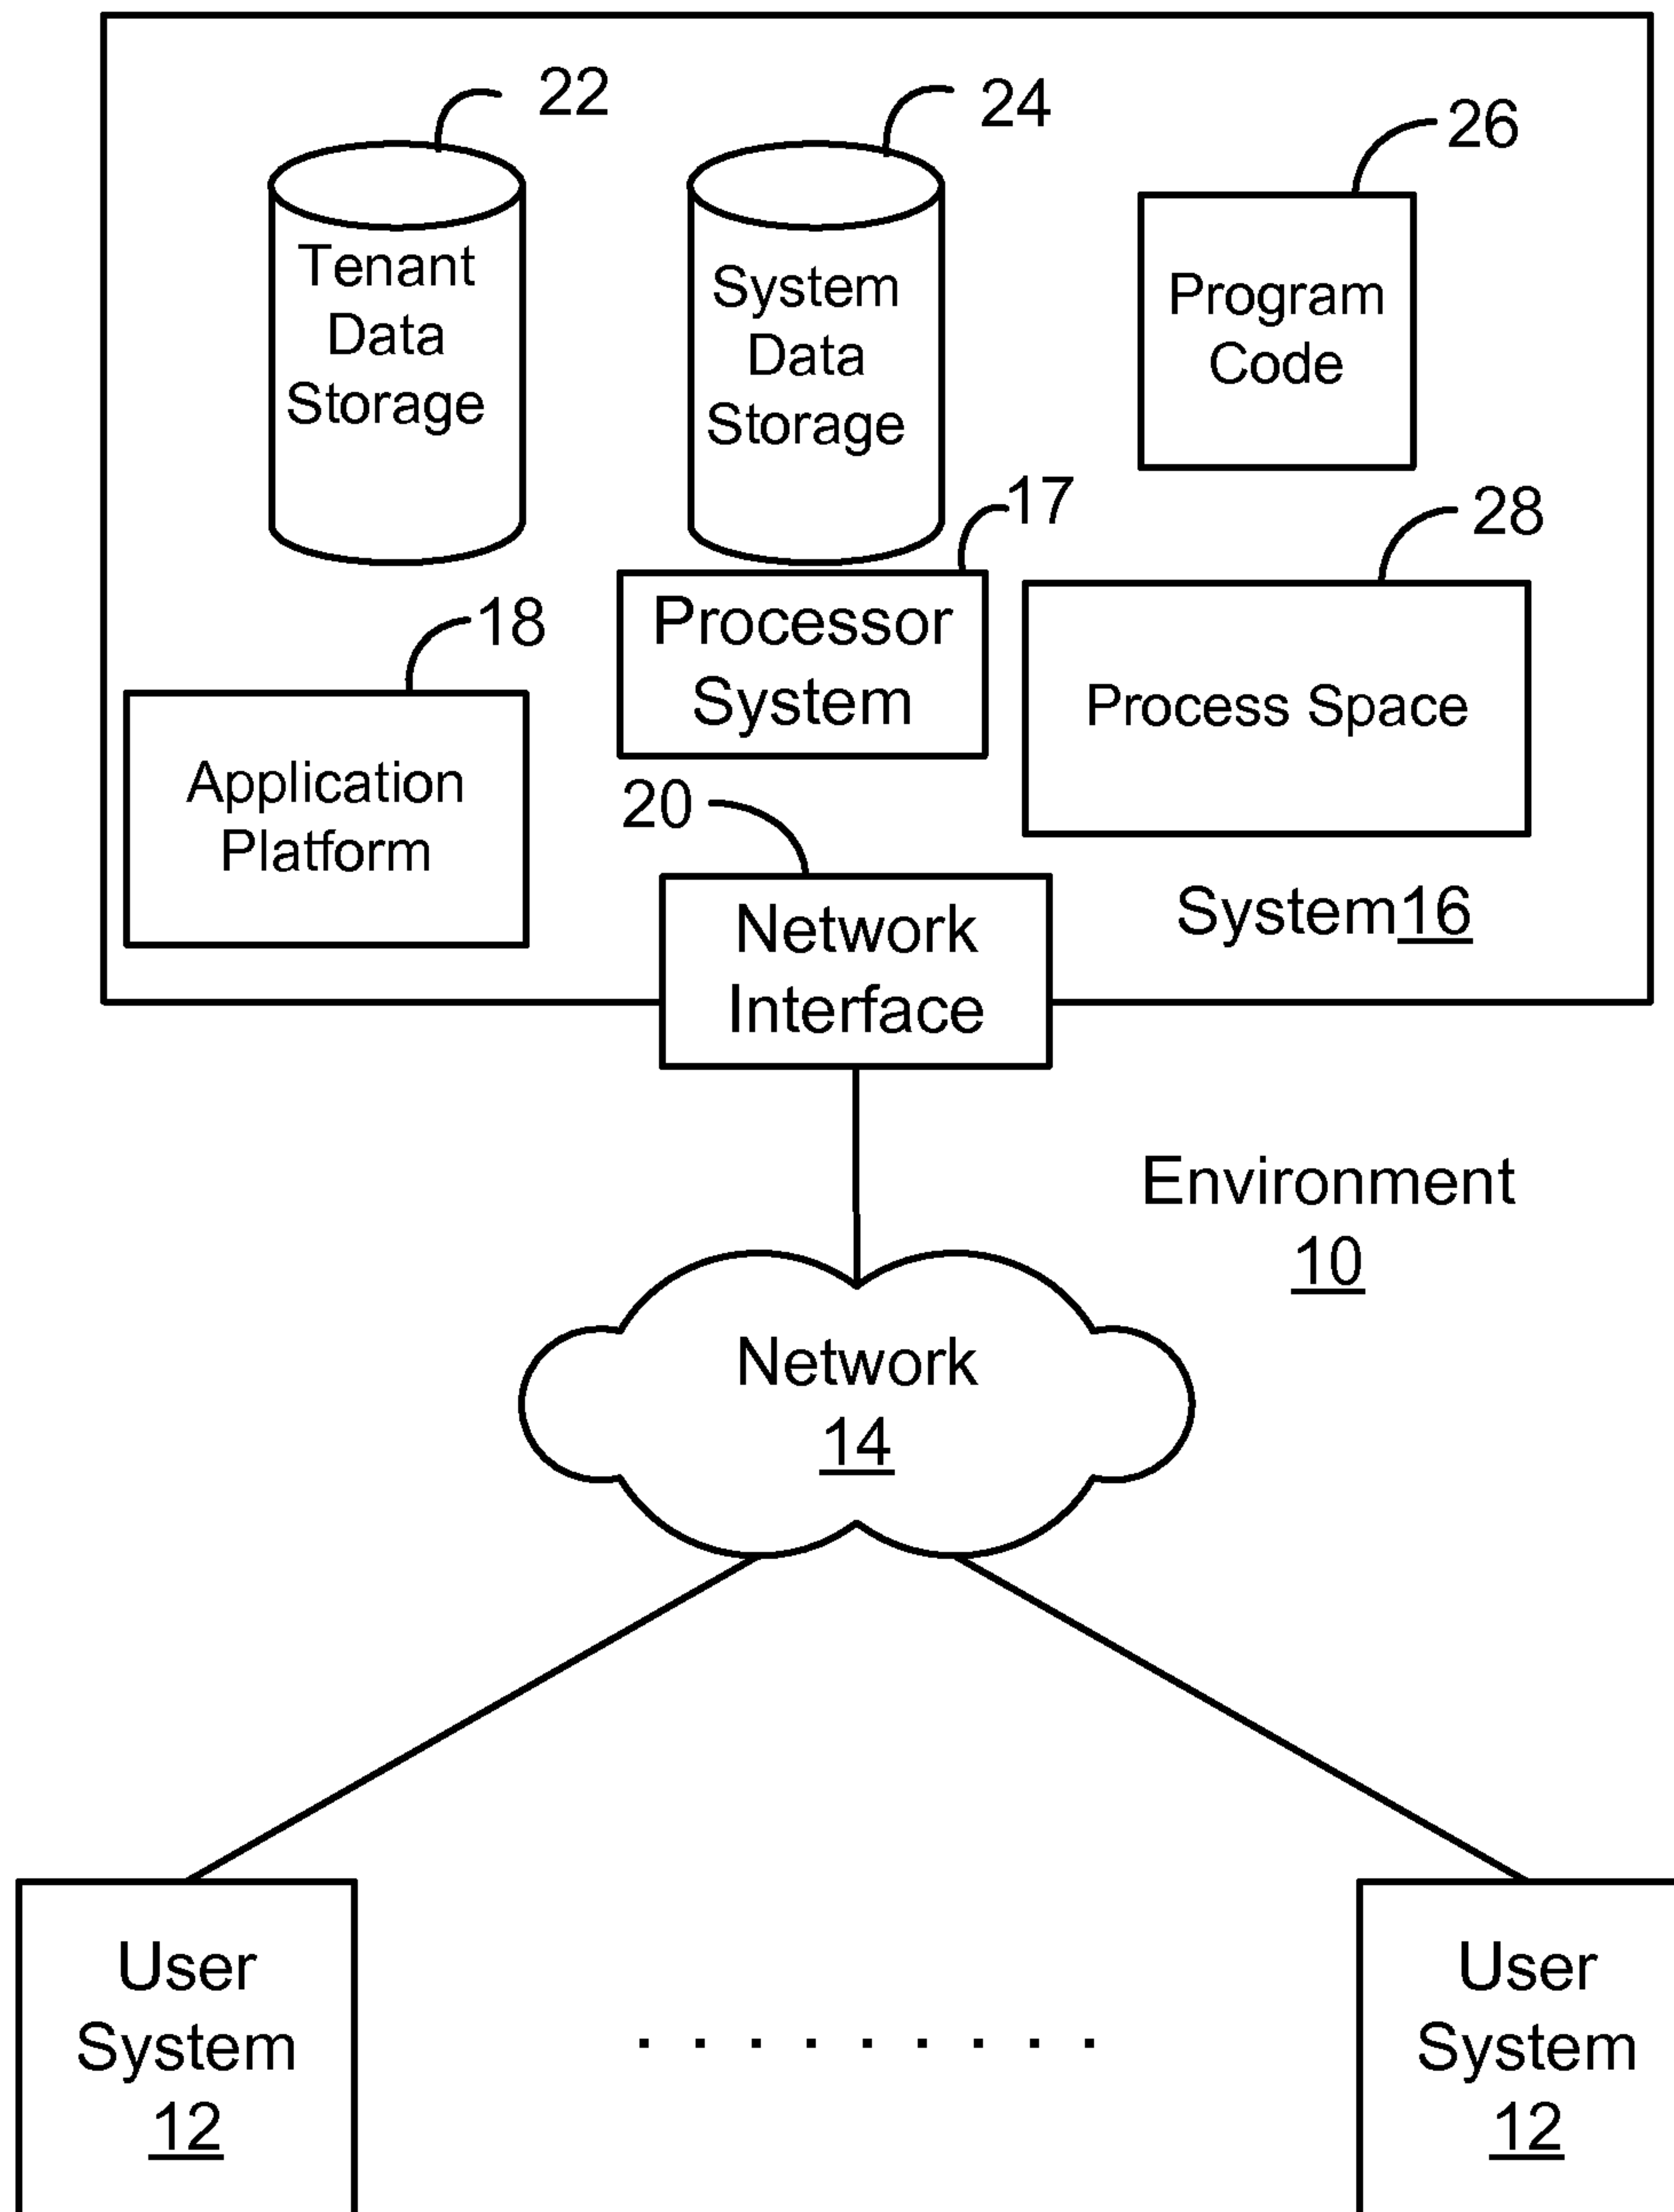 22
24
26
Tenant
Data
Storage
System
Data
Storage
Program
Code
17
28
18
Processor
System
Process Space
Application
Platform
20
System16
Network
Interface
Environment
10
Network
14
User
System
12
. . . . . . . . .
User
System
12